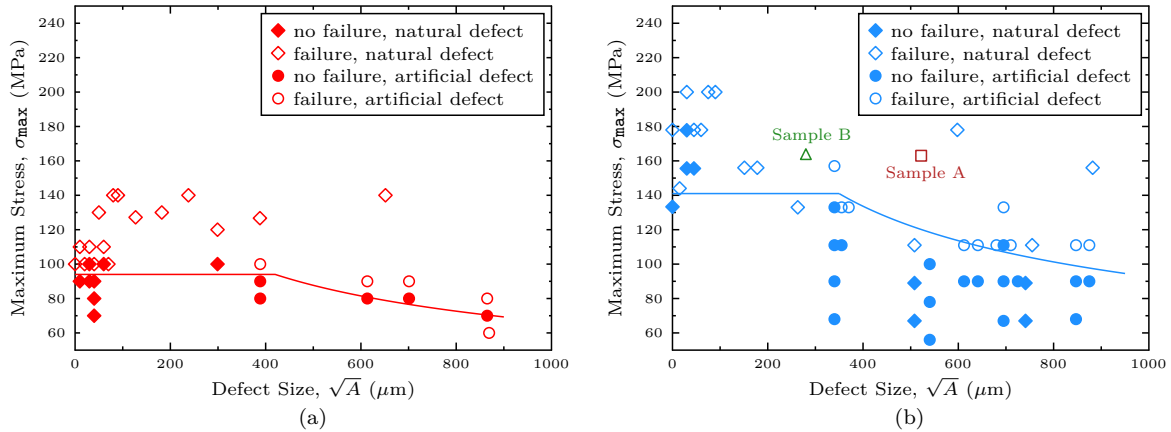 240
220
200
180
160
140
120
100
80
60
0
200
400
600
800
1000
Maximum Stress, σmax (MPa)
Defect Size, √A (μm)
no failure, natural defect
failure, natural defect
no failure, artificial defect
failure, artificial defect
(a)
240
220
200
180
160
140
120
100
80
60
0
200
400
600
800
1000
Maximum Stress, σmax (MPa)
Defect Size, √A (μm)
no failure, natural defect
failure, natural defect
no failure, artificial defect
failure, artificial defect
Sample B
Sample A
(b)